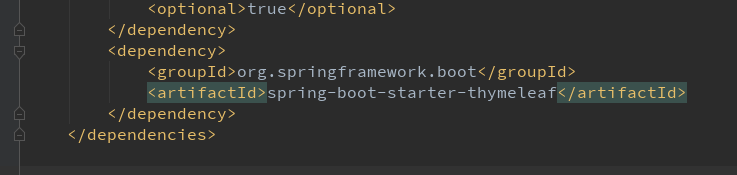 <optional>true</optional>
</dependency>
<dependency>
<groupId>org.springframework.boot</groupId>
<artifactId>spring-boot-starter-thymeleaf</artifactId>
</dependency>
</dependencies>